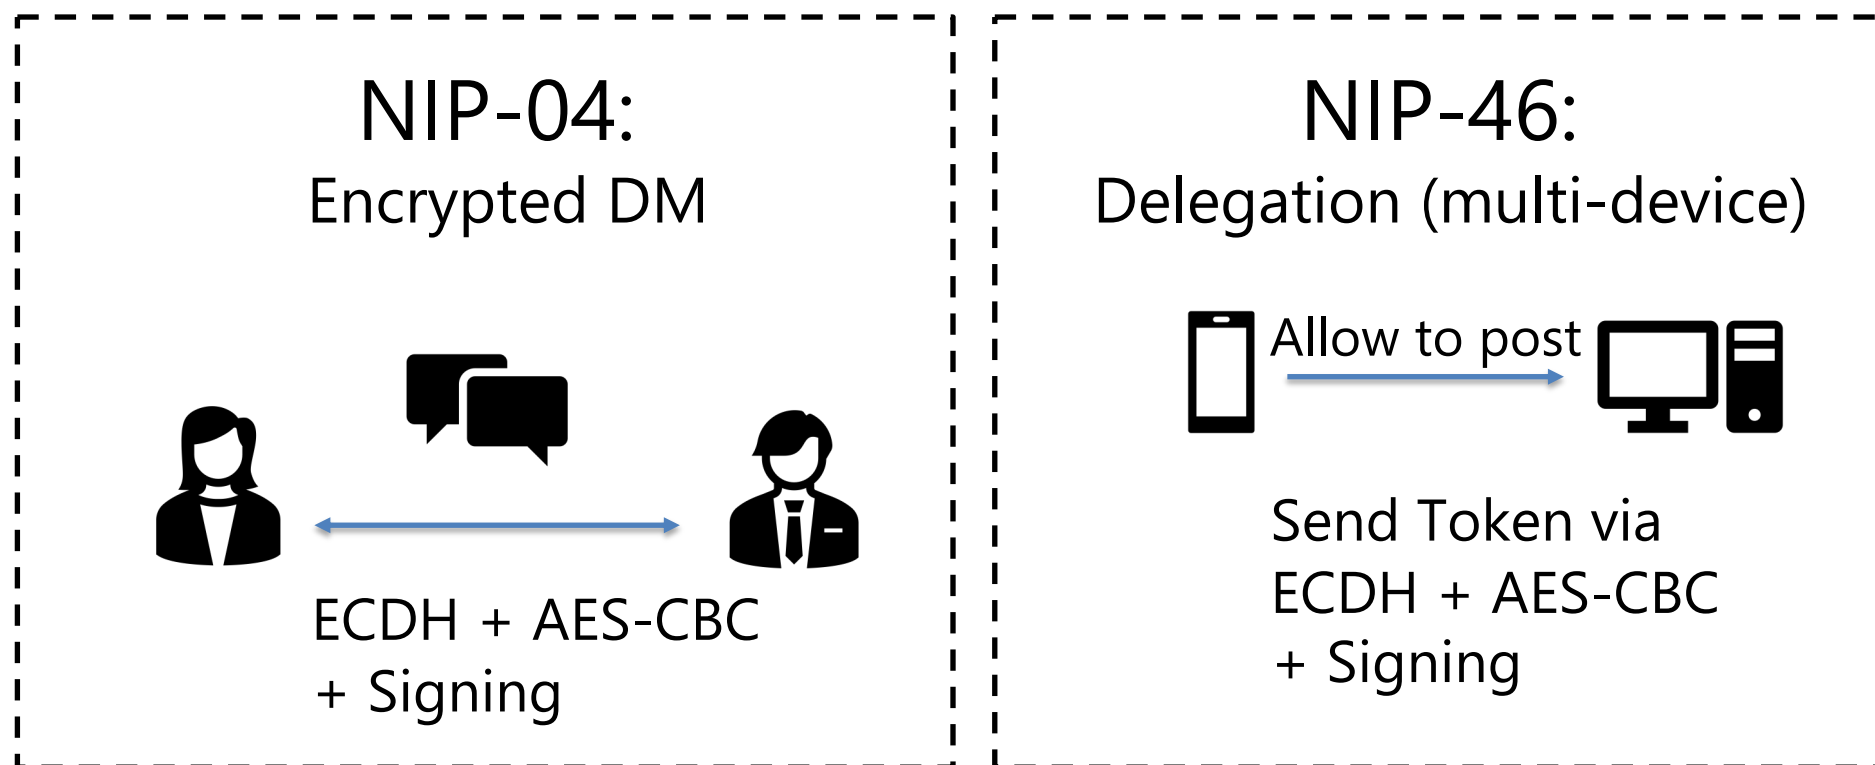 NIP-04:
Encrypted DM
ECDH + AES-CBC
+ Signing
NIP-46:
Delegation (multi-device)
Allow to post
Send Token via
ECDH + AES-CBC
+ Signing